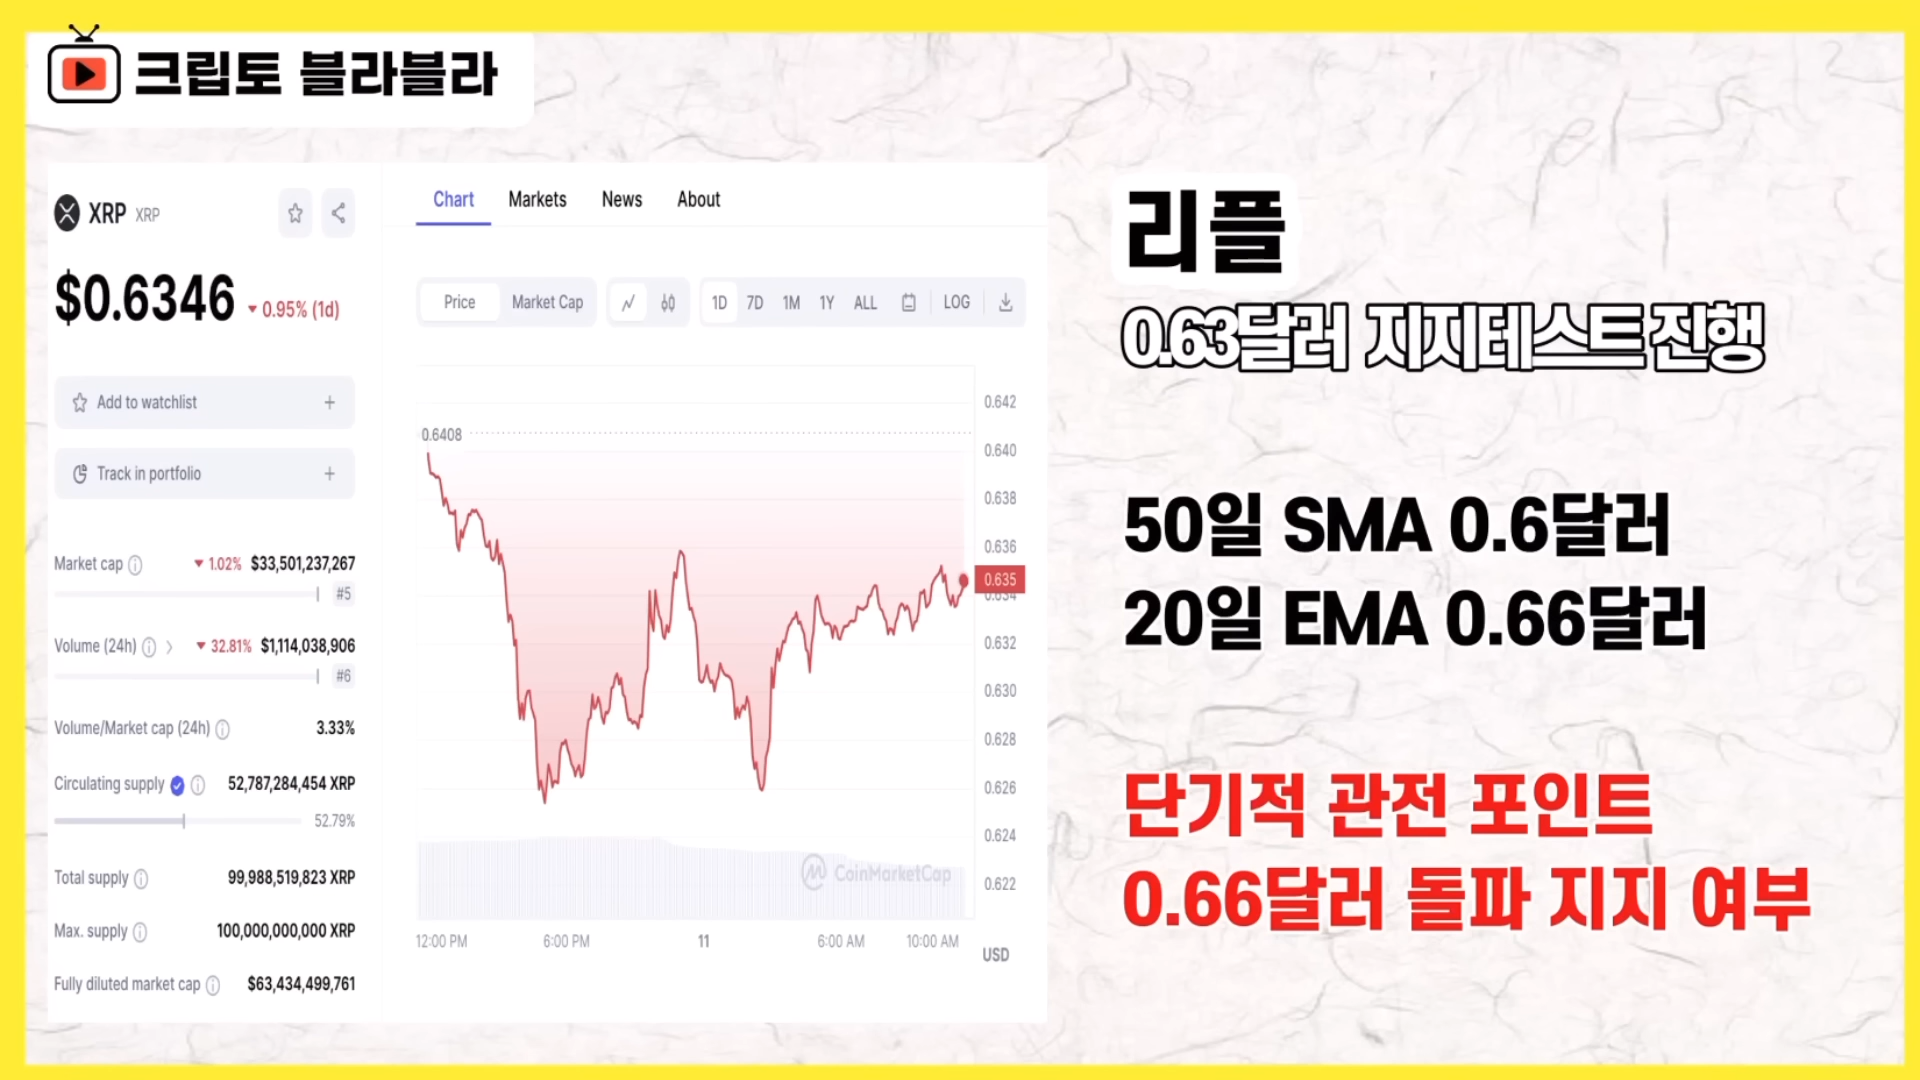 크립토 블라블라
XRP XRP
$0.6346 0.95% (1d)
Add to watchlist +
Track in portfolio +
Market cap 1.02% $33,501,237,267
#5
Volume (24h) 32.81% $1,114,038,906
#6
Volume/Market cap (24h) 3.33%
Circulating supply 52,787,284,454 XRP
52.79%
Total supply 99,988,519,823 XRP
Max. supply 100,000,000,000 XRP
Fully diluted market cap $63,434,499,761
Chart Markets News About
Price Market Cap 1D 7D 1M 1Y ALL LOG
0.6408
0.642
0.640
0.638
0.636
0.635
0.634
0.632
0.630
0.628
0.626
0.624
0.622
CoinMarketCap
12:00 PM 6:00 PM 11 6:00 AM 10:00 AM
USD
리플
0.63달러 지지테스트 진행
50일 SMA 0.6달러
20일 EMA 0.66달러
단기적 관전 포인트
0.66달러 돌파 지지 여부